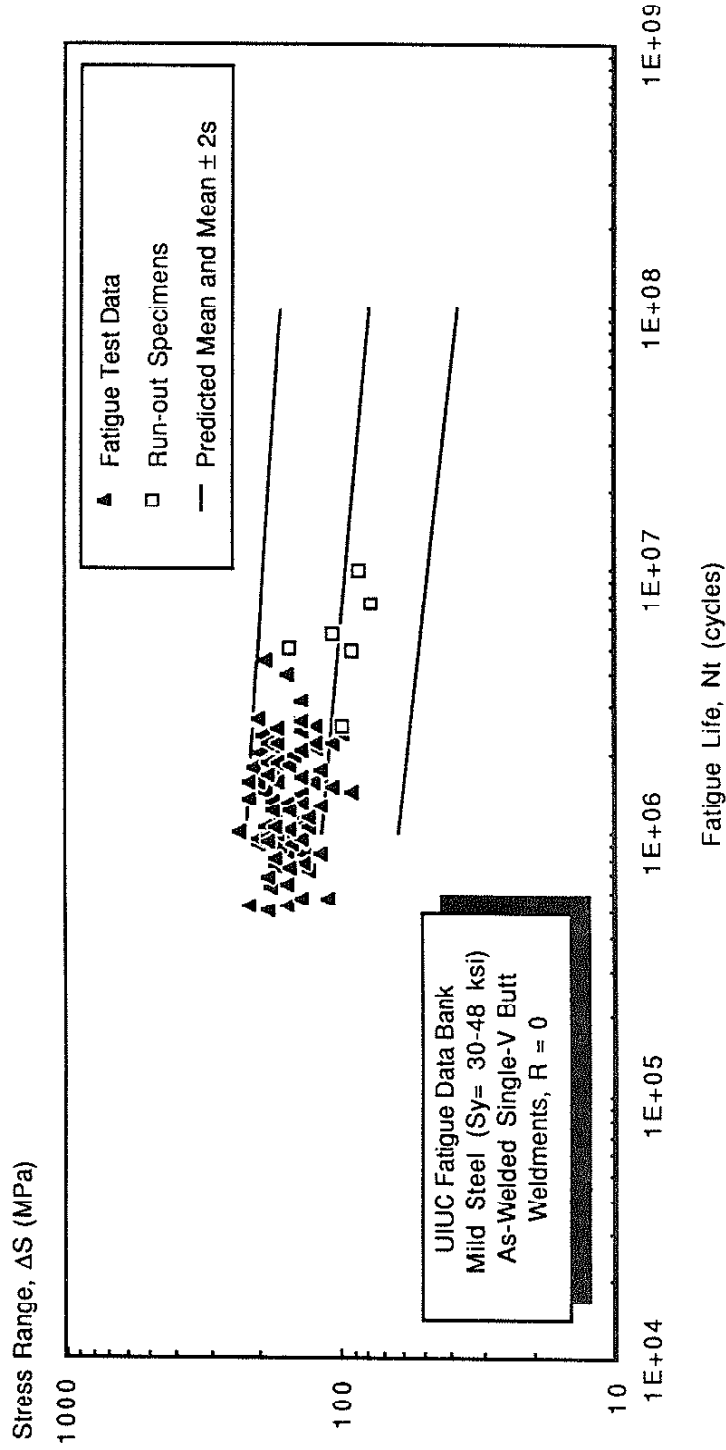 Stress Range, ΔS (MPa)
1000
100
10
▲ Fatigue Test Data
□ Run-out Specimens
— Predicted Mean and Mean ± 2s
UIUC Fatigue Data Bank
Mild Steel (Sy= 30-48 ksi)
As-Welded Single-V Butt
Weldments, R = 0
1E+04
1E+05
1E+06
1E+07
1E+08
1E+09
Fatigue Life, Nt (cycles)